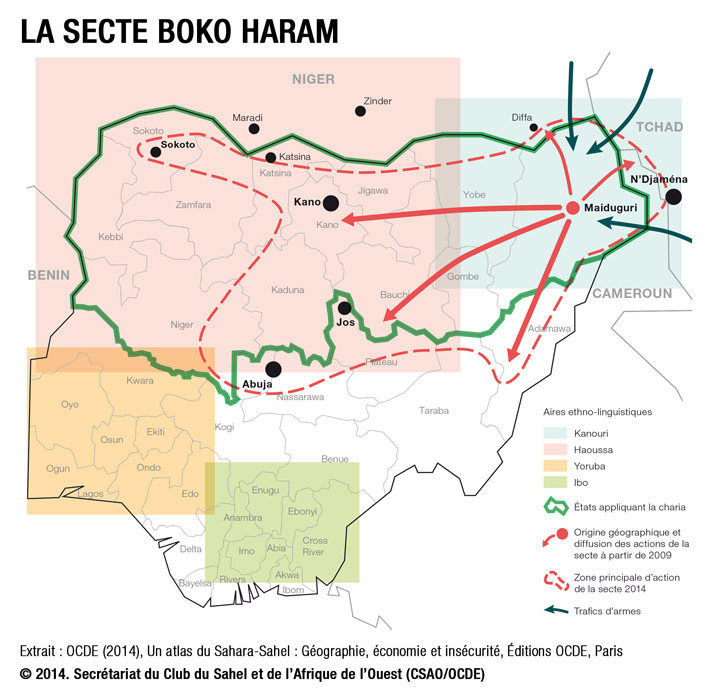 LA SECTE BOKO HARAM
NIGER
Zinder
Maradi
Diffa
TCHAD
Sokoto
Sokoto
Katsina
Katsina
N'Djaména
Kano
Jigawa
Yobe
Zamfara
Maiduguri
Kano
Kebbi
BENIN
Gombe
Kaduna
Bauchi
CAMEROUN
Niger
Jos
Adamawa
Plateau
Abuja
Kwara
Nassarawa
Oyo
Taraba
Kogi
Ekiti
Osun
Benue
Ogun
Ondo
Lagos
Edo
Enugu
Anambra
Ebonyi
Delta
Imo
Abia
Cross
River
Bayelsa
Rivers
Akwa
Ibom
Aires ethno-linguistiques
Kanouri
Haoussa
Yoruba
Ibo
États appliquant la charia
Origine géographique et
diffusion des actions de la
secte à partir de 2009
Zone principale d'action
de la secte 2014
Trafics d'armes
Extrait : OCDE (2014), Un atlas du Sahara-Sahel : Géographie, économie et insécurité, Éditions OCDE, Paris
© 2014. Secrétariat du Club du Sahel et de l'Afrique de l'Ouest (CSAO/OCDE)